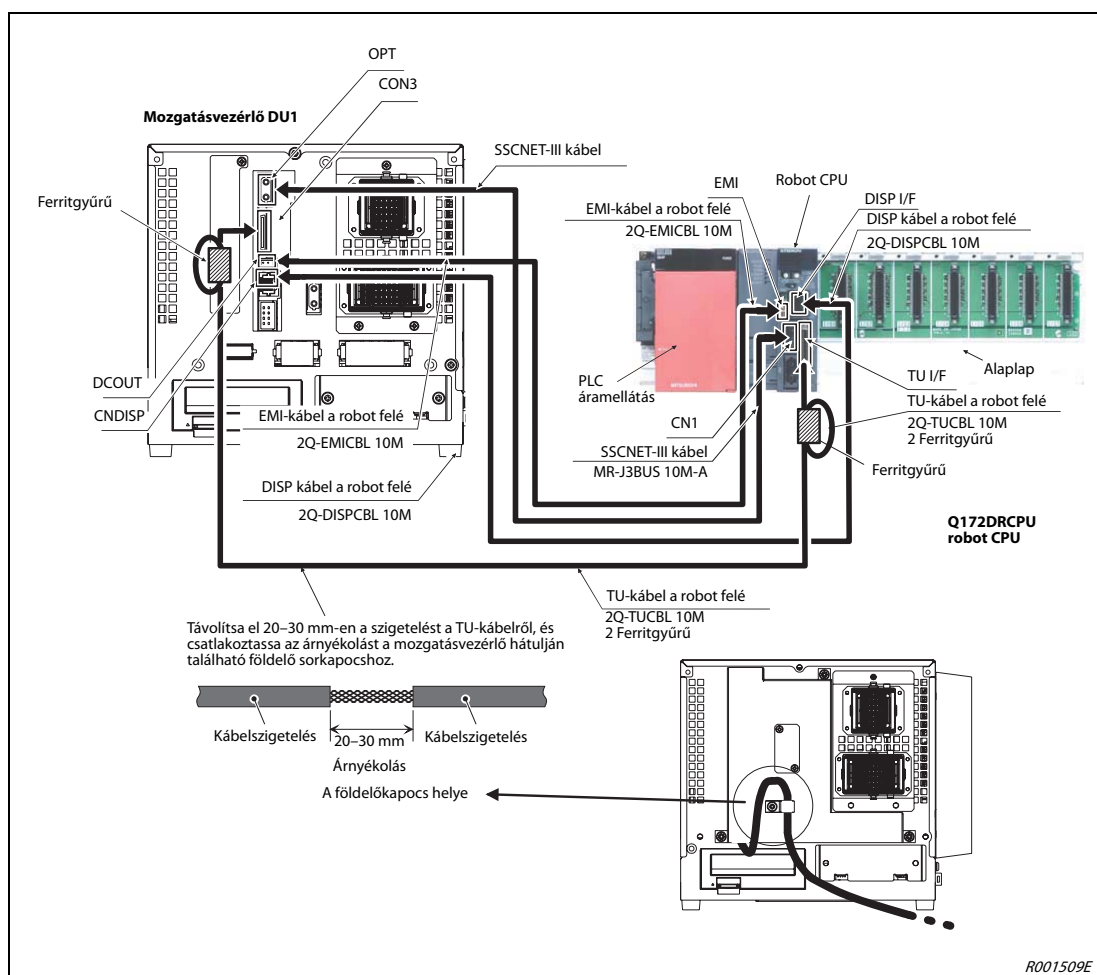 OPT
CON3
Mozgatásvezérlő DU1
SSCNET-III kábel
Ferritgyűrű
EMI
Robot CPU
EMI-kábel a robot felé
2Q-EMICBL 10M
DISP I/F
DISP kábel a robot felé
2Q-DISPCBL 10M
DCOUT
CNDISP
EMI-kábel a robot felé
2Q-EMICBL 10M
DISP kábel a robot felé
2Q-DISPCBL 10M
PLC
áramellátás
CN1
SSCNET-III kábel
MR-J3BUS 10M-A
Alaplap
TU I/F
TU-kábel a robot felé
2Q-TUCBL 10M
2 Ferritgyűrű
Ferritgyűrű
Q172DRCPU
robot CPU
TU-kábel a robot felé
2Q-TUCBL 10M
2 Ferritgyűrű
Távolítsa el 20–30 mm-en a szigetelést a TU-kábelről, és
csatlakoztassa az árnyékolást a mozgatásvezérlő hátulján
található földelő sorkapocshoz.
Kábelszigetelés
20–30 mm
Kábelszigetelés
Árnyékolás
A földelőkapocs helye
R001509E